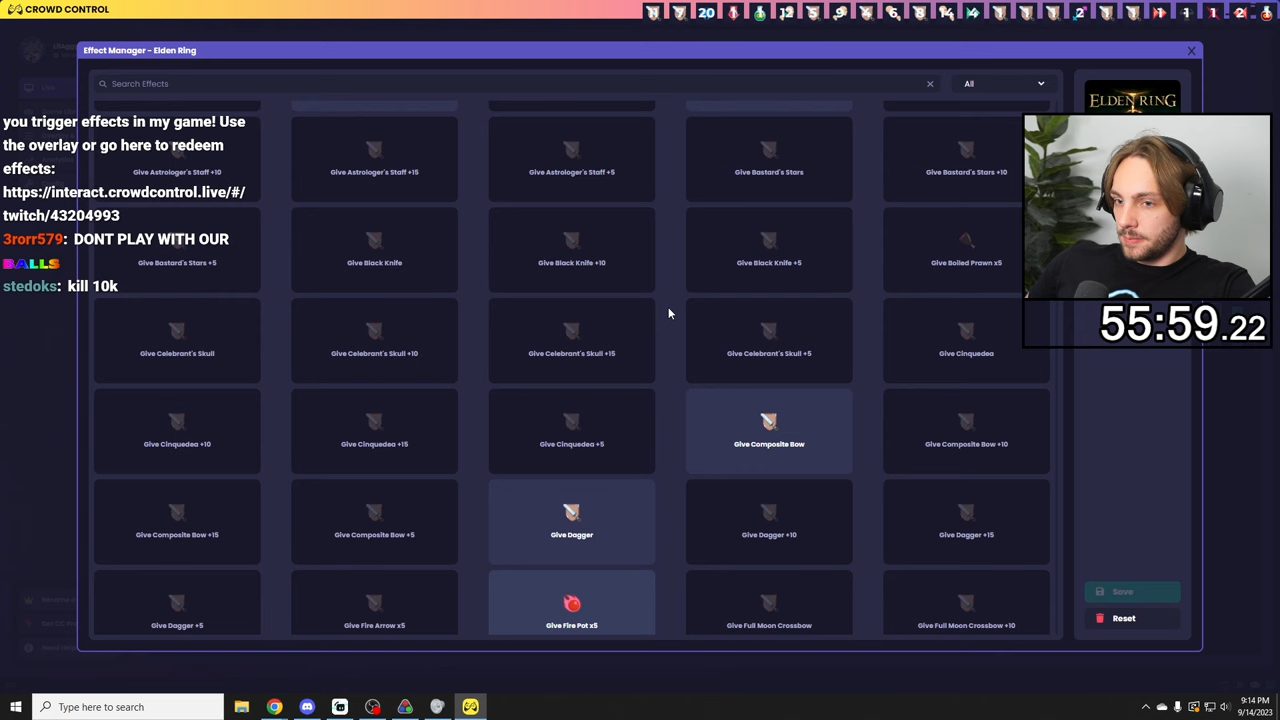 CROWD CONTROL
20
12
Effect Manager - Elden Ring
X
Search Effects
All
ELDEN RING
you trigger effects in my game! Use
the overlay or go here to redeem
effects:
https://interact.crowdcontrol.live/#/
twitch/43204993
3rorr579: DONT PLAY WITH OUR
BALLS
stedoks: kill 10k
Give Astrologer's Staff +10
Give Astrologer's Staff +15
Give Astrologer's Staff +5
Give Bastard's Stars
Give Bastard's Stars +10
Give Bastard's Stars +5
Give Black Knife
Give Black Knife +10
Give Black Knife +5
Give Boiled Prawn x5
Give Celebrant's Skull
Give Celebrant's Skull +10
Give Celebrant's Skull +15
Give Celebrant's Skull +5
Give Cinquedea
55:59.22
Give Cinquedea +10
Give Cinquedea +15
Give Cinquedea +5
Give Composite Bow
Give Composite Bow +10
Give Composite Bow +15
Give Composite Bow +5
Give Dagger
Give Dagger +10
Give Dagger +15
Give Dagger +5
Give Fire Arrow x5
Give Fire Pot x5
Give Full Moon Crossbow
Give Full Moon Crossbow +10
Save
Reset
Type here to search
9:14 PM
9/14/2023